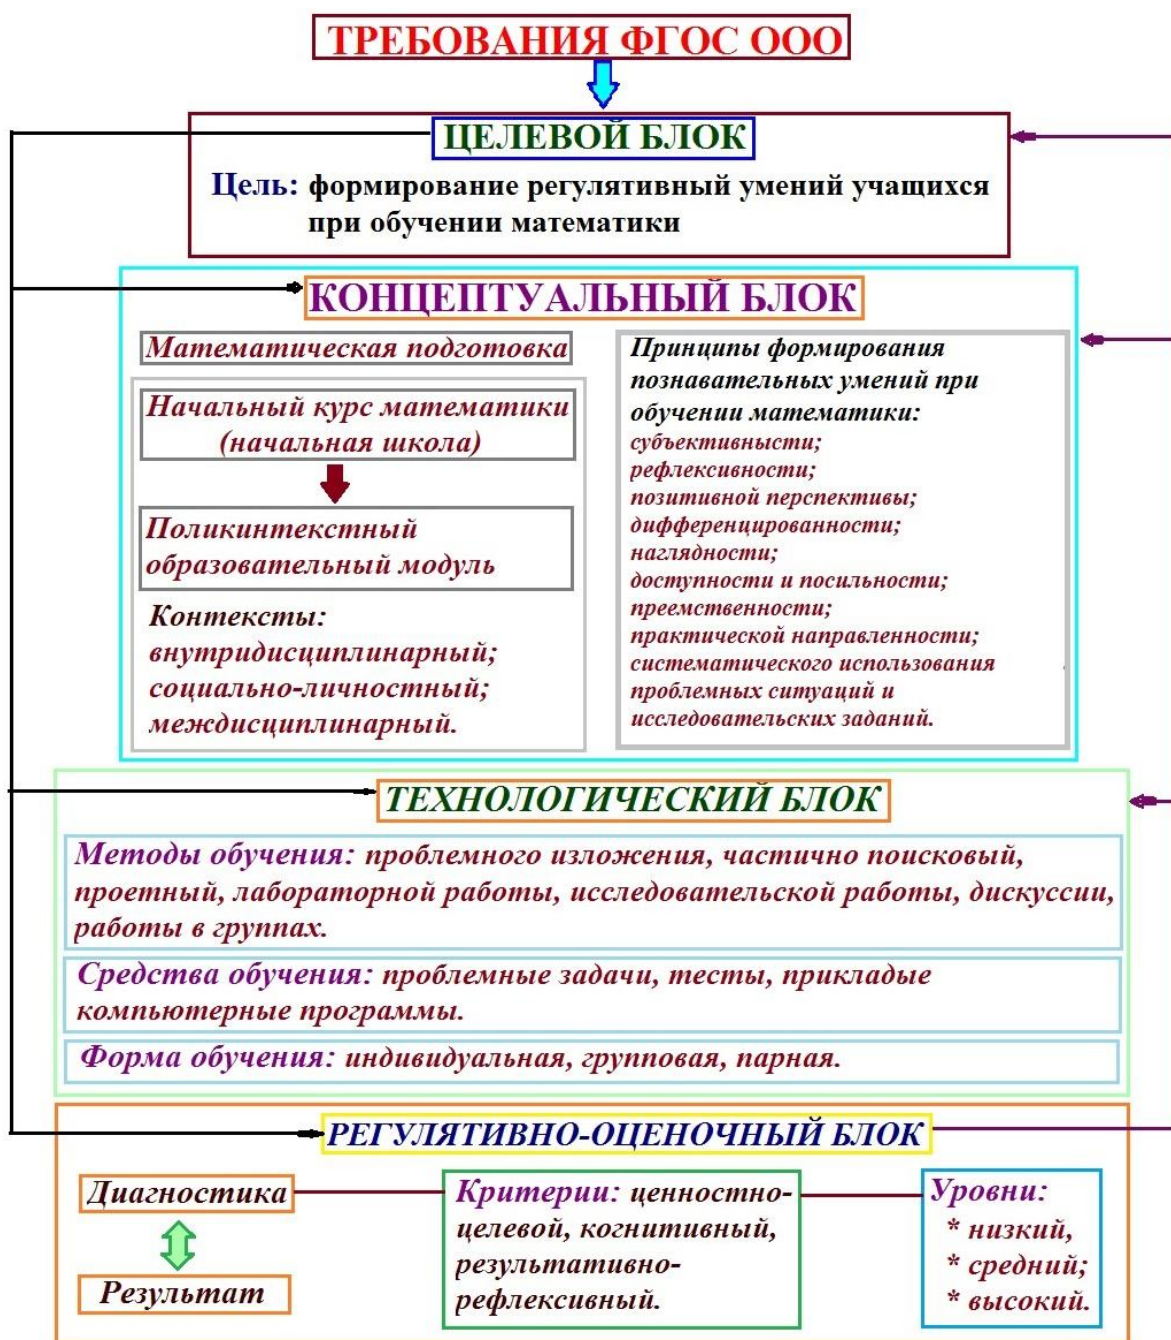 ТРЕБОВАНИЯ ФГОС ООО
ЦЕЛЕВОЙ БЛОК
Цель: формирование регулятивный умений учащихся
при обучении математики
КОНЦЕПТУАЛЬНЫЙ БЛОК
Математическая подготовка
Начальный курс математики
(начальная школа)
Поликинтекстный
образовательный модуль
Контексты:
внутридисциплинарный;
социально-личностный;
междисциплинарный.
Принципы формирования
познавательных умений при
обучении математики:
субъективнысти;
рефлексивности;
позитивной перспективы;
дифференцированности;
наглядности;
доступности и посильности;
преемственности;
практической направленности;
систематического использования
проблемных ситуаций и
исследовательских заданий.
ТЕХНОЛОГИЧЕСКИЙ БЛОК
Методы обучения: проблемного изложения, частично поисковый,
проетный, лабораторной работы, исследовательской работы, дискуссии,
работы в группах.
Средства обучения: проблемные задачи, тесты, прикладые
компьютерные программы.
Форма обучения: индивидуальная, групповая, парная.
РЕГУЛЯТИВНО-ОЦЕНОЧНЫЙ БЛОК
Диагностика
Результат
Критерии: ценностно-
целевой, когнитивный,
результативно-
рефлексивный.
Уровни:
* низкий,
* средний;
* высокий.